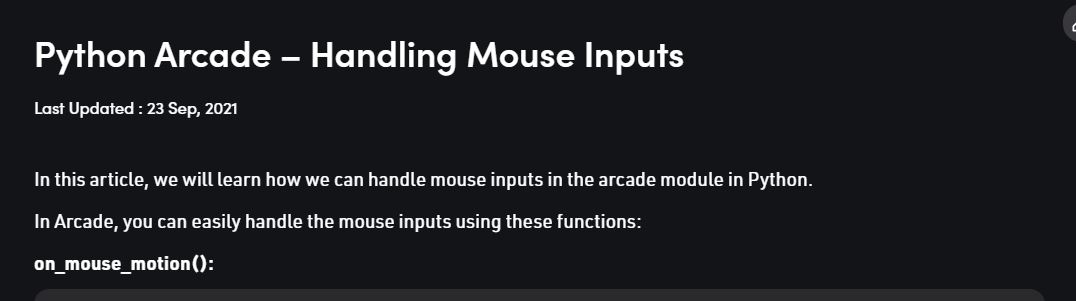 Python Arcade – Handling Mouse Inputs
Last Updated : 23 Sep, 2021
In this article, we will learn how we can handle mouse inputs in the arcade module in Python.
In Arcade, you can easily handle the mouse inputs using these functions:
on_mouse_motion():